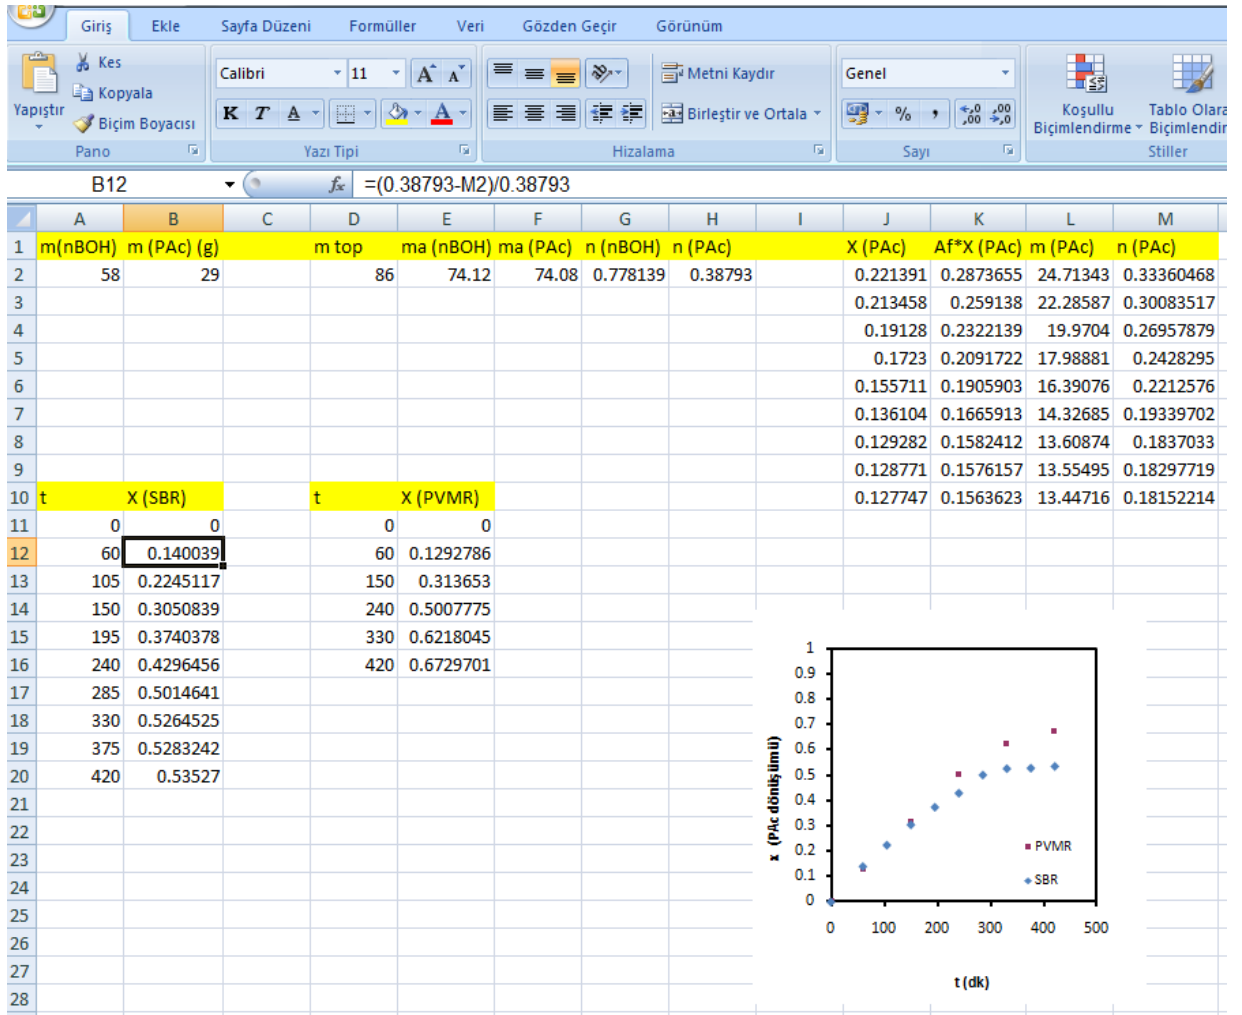 Giriş Ekle Sayfa Düzeni Formüller Veri Gözden Geçir Görünüm
Kes
Kopyala
Biçim Boyacısı
Yapıştır
Calibri 11
K T A
Metni Kaydır
Birleştir ve Ortala
Genel
% , ,0 ,00 ,00 ,0
Koşullu
Biçimlendirme
Tablo Olara
Biçimlendir
Pano Yazı Tipi Hizalama Sayı Stiller
B12 fx =(0.38793-M2)/0.38793
A B C D E F G H I J K L M
1 m(nBOH) m (PAc) (g) m top ma (nBOH) ma (PAc) n (nBOH) n (PAc) X (PAc) Af*X (PAc) m (PAc) n (PAc)
2 58 29 86 74.12 74.08 0.778139 0.38793 0.221391 0.2873655 24.71343 0.33360468
3 0.213458 0.259138 22.28587 0.30083517
4 0.19128 0.2322139 19.9704 0.26957879
5 0.1723 0.2091722 17.98881 0.2428295
6 0.155711 0.1905903 16.39076 0.2212576
7 0.136104 0.1665913 14.32685 0.19339702
8 0.129282 0.1582412 13.60874 0.1837033
9 0.128771 0.1576157 13.55495 0.18297719
10 t X (SBR) t X (PVMR) 0.127747 0.1563623 13.44716 0.18152214
11 0 0 0 0
12 60 0.140039 60 0.1292786
13 105 0.2245117 150 0.313653
14 150 0.3050839 240 0.5007775
15 195 0.3740378 330 0.6218045
16 240 0.4296456 420 0.6729701
17 285 0.5014641
18 330 0.5264525
19 375 0.5283242
20 420 0.53527
21
22
23
24
25
26
27
28
1
0.9
0.8
0.7
0.6
0.5
0.4
0.3
0.2
0.1
0
x (PAc dönüşümü)
PVMR
SBR
0 100 200 300 400 500
t (dk)